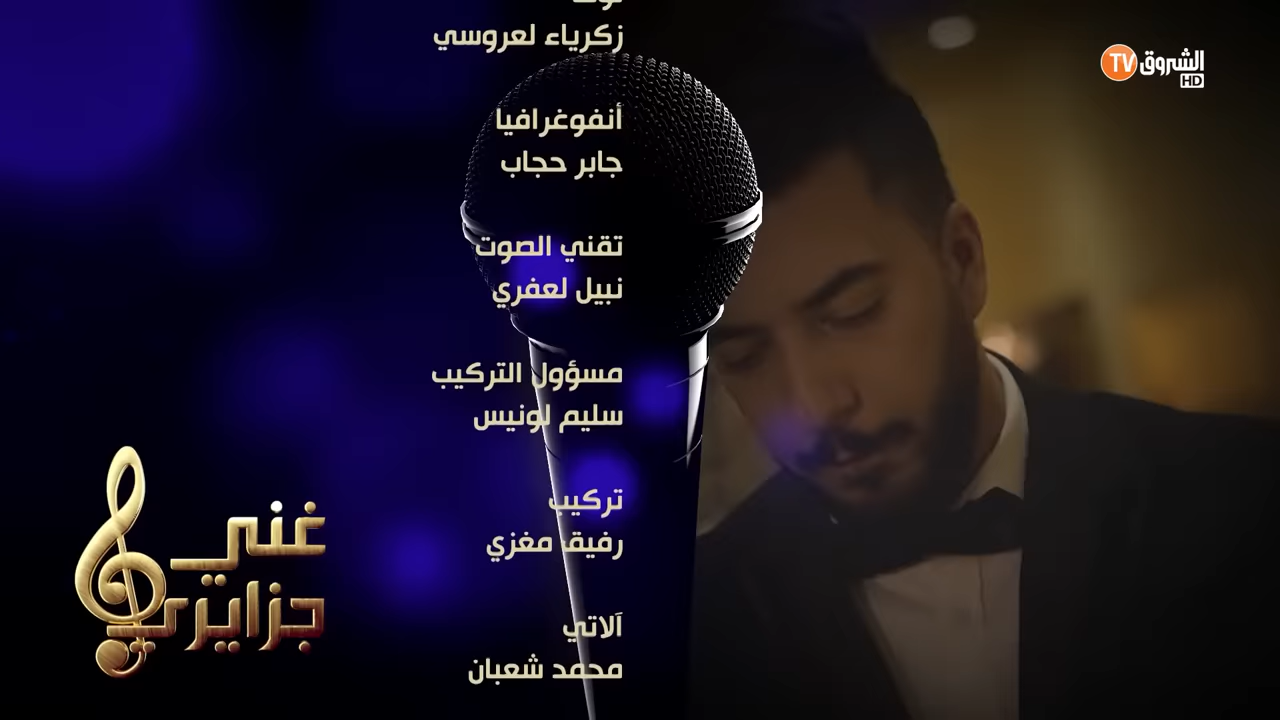 زكرياء لعروسي
أنفوغرافيا
جابر حجاب
تقني الصوت
نبيل لعفري
مسؤول التركيب
سليم لونيس
تركيب
رفيق مغزي
آلاتي
محمد شعبان
غني
جزايري
الشروق TV
HD